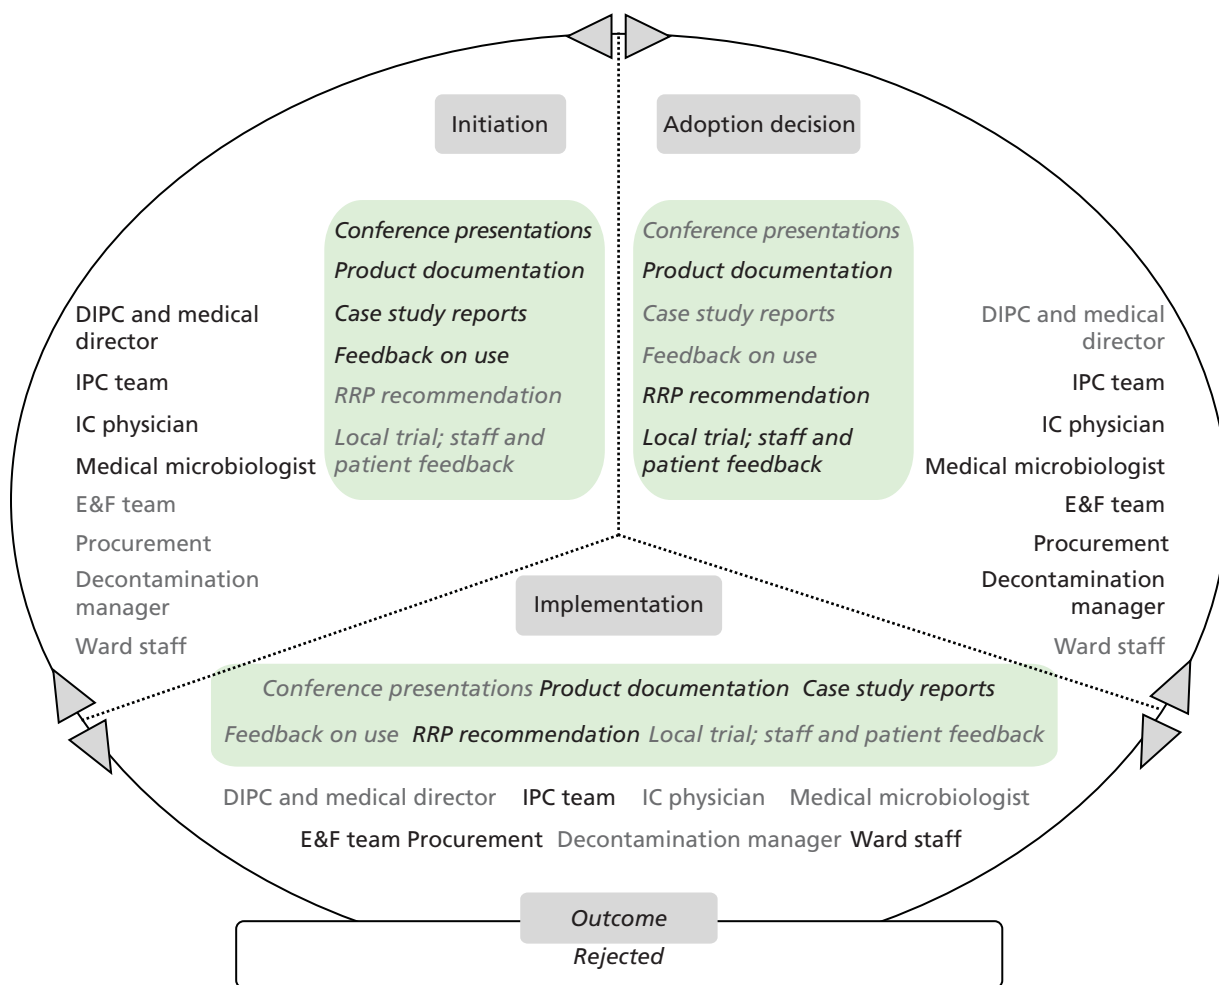 Initiation
Adoption decision
Conference presentations
Product documentation
Case study reports
Feedback on use
RRP recommendation
Local trial; staff and
patient feedback
Conference presentations
Product documentation
Case study reports
Feedback on use
RRP recommendation
Local trial; staff and
patient feedback
DIPC and medical
director
IPC team
IC physician
Medical microbiologist
E&F team
Procurement
Decontamination
manager
Ward staff
DIPC and medical
director
IPC team
IC physician
Medical microbiologist
E&F team
Procurement
Decontamination
manager
Ward staff
Implementation
Conference presentations Product documentation Case study reports
Feedback on use RRP recommendation Local trial; staff and patient feedback
DIPC and medical director IPC team IC physician Medical microbiologist
E&F team Procurement Decontamination manager Ward staff
Outcome
Rejected